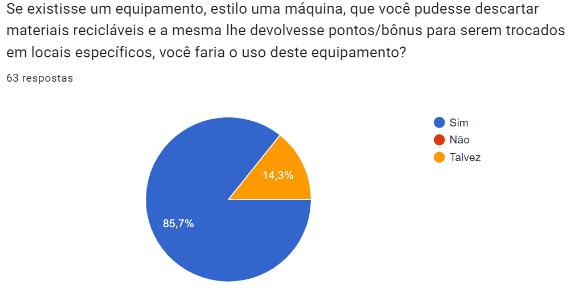 Se existisse um equipamento, estilo uma máquina, que você pudesse descartar
materiais recicláveis e a mesma lhe devolvesse pontos/bônus para serem trocados
em locais específicos, você faria o uso deste equipamento?
63 respostas
Sim
Não
Talvez
14,3%
85,7%